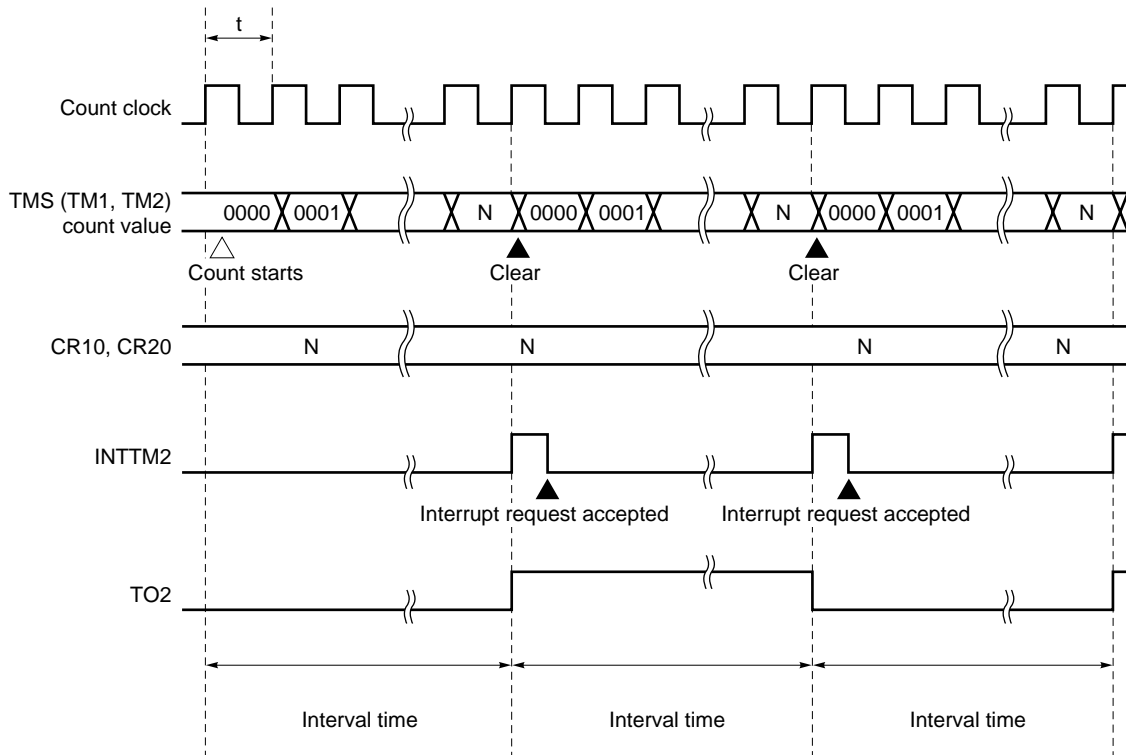 t
Count clock
TMS (TM1, TM2)
count value
0000 0001 N 0000 0001 N 0000 0001 N
Count starts Clear Clear
CR10, CR20 N N N N
INTTM2
Interrupt request accepted Interrupt request accepted
TO2
Interval time Interval time Interval time